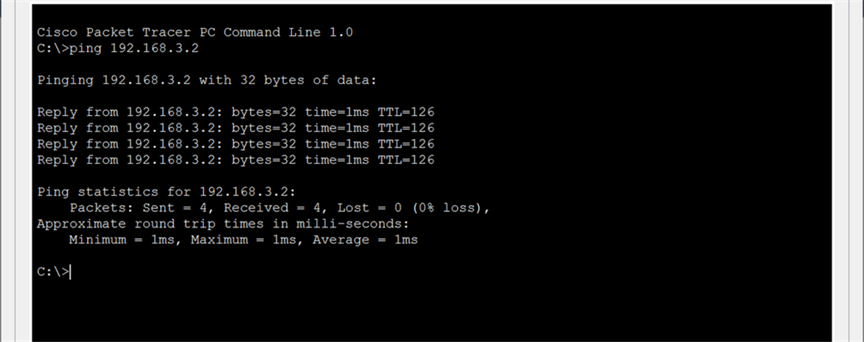 Cisco Packet Tracer PC Command Line 1.0
C:\>ping 192.168.3.2
Pinging 192.168.3.2 with 32 bytes of data:
Reply from 192.168.3.2: bytes=32 time=1ms TTL=126
Reply from 192.168.3.2: bytes=32 time=1ms TTL=126
Reply from 192.168.3.2: bytes=32 time=1ms TTL=126
Reply from 192.168.3.2: bytes=32 time=1ms TTL=126
Ping statistics for 192.168.3.2:
    Packets: Sent = 4, Received = 4, Lost = 0 (0% loss),
Approximate round trip times in milli-seconds:
    Minimum = 1ms, Maximum = 1ms, Average = 1ms
C:\>